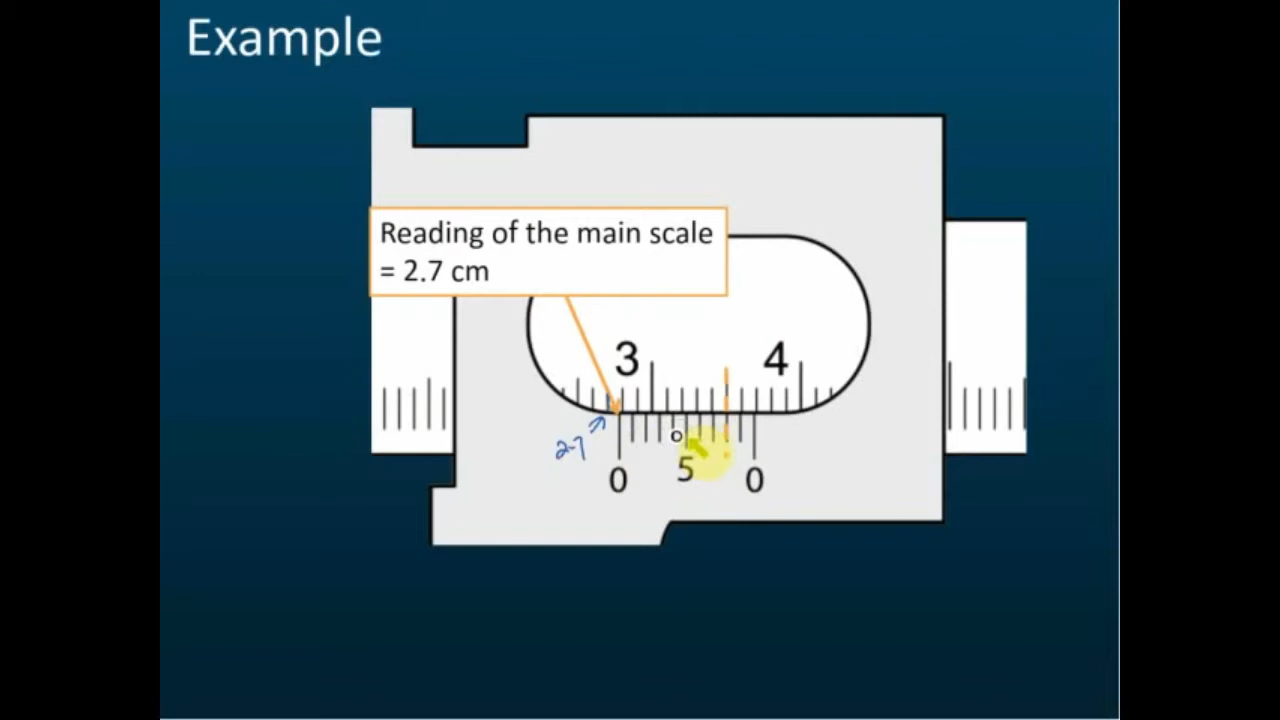 Example
Reading of the main scale
= 2.7 cm
3 4
2.7
0 5 0